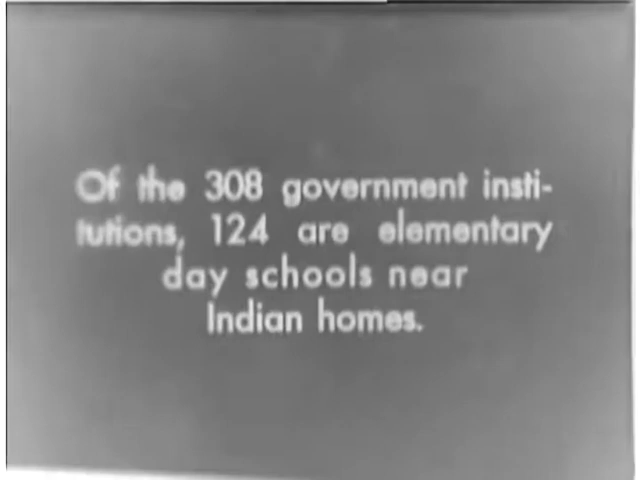 Of the 308 government insti-
tutions, 124 are elementary
day schools near
Indian homes.